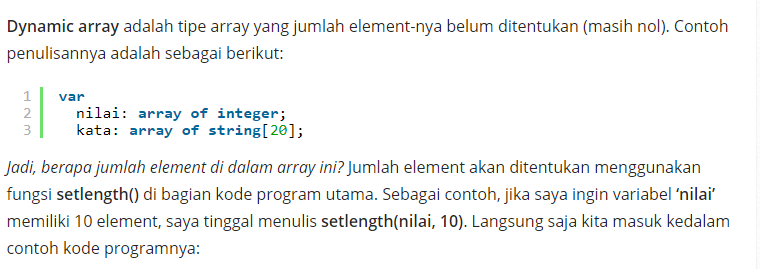 Dynamic array adalah tipe array yang jumlah element-nya belum ditentukan (masih nol). Contoh
penulisannya adalah sebagai berikut:
1 var
2 nilai: array of integer;
3 kata: array of string[20];
Jadi, berapa jumlah element di dalam array ini? Jumlah element akan ditentukan menggunakan
fungsi setlength() di bagian kode program utama. Sebagai contoh, jika saya ingin variabel ‘nilai’
memiliki 10 element, saya tinggal menulis setlength(nilai, 10). Langsung saja kita masuk kedalam
contoh kode programnya: